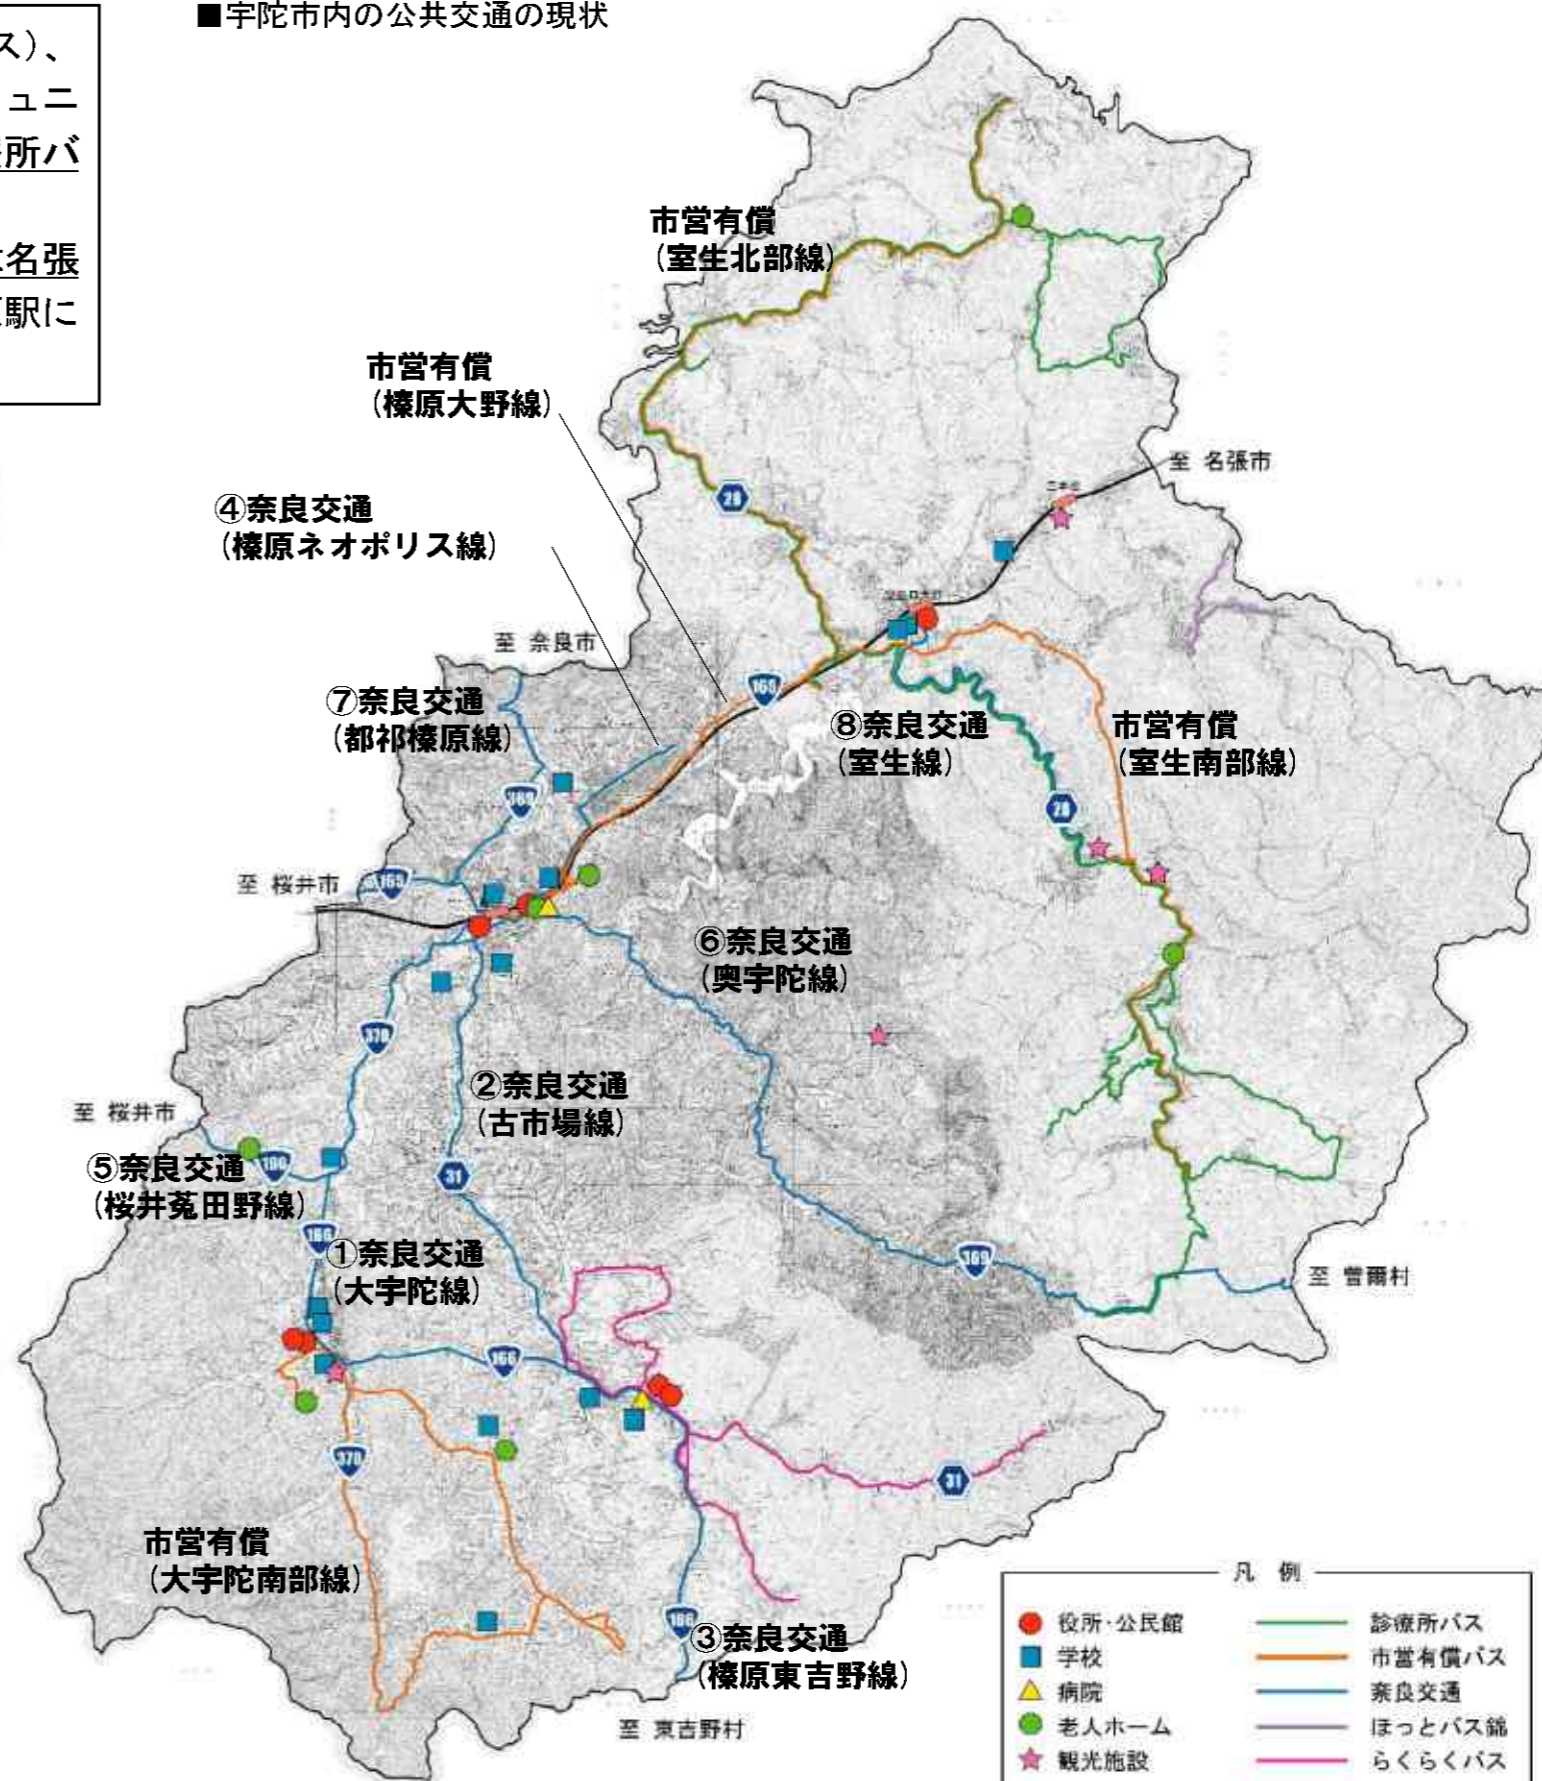 ■宇陀市内の公共交通の現状
ス）、
ュニ
所バ
名張
駅に
市営有償
（室生北部線）
市営有償
（榛原大野線）
至 名張市
④奈良交通
（榛原ネオポリス線）
28
至 奈良市
⑦奈良交通
（都祁榛原線）
165
⑧奈良交通
（室生線）
市営有償
（室生南部線）
369
28
至 桜井市
165
⑥奈良交通
（奥宇陀線）
370
②奈良交通
（古市場線）
至 桜井市
⑤奈良交通
（桜井菟田野線）
166
31
166
①奈良交通
（大宇陀線）
369
至 曽爾村
166
370
31
市営有償
（大宇陀南部線）
166
③奈良交通
（榛原東吉野線）
至 東吉野村
凡 例
役所・公民館
診療所バス
学校
市営有償バス
病院
奈良交通
老人ホーム
ほっとバス錦
観光施設
らくらくバス